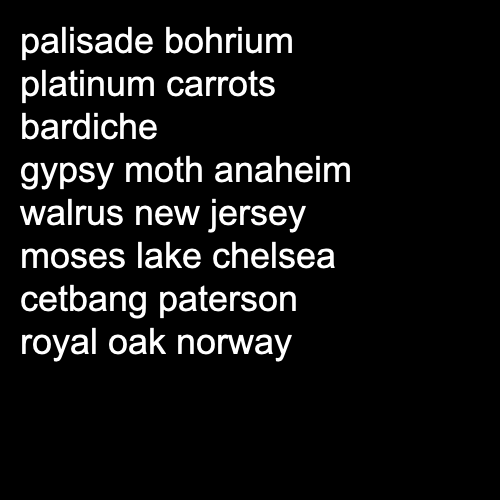 palisade bohrium
platinum carrots
bardiche
gypsy moth anaheim
walrus new jersey
moses lake chelsea
cetbang paterson
royal oak norway